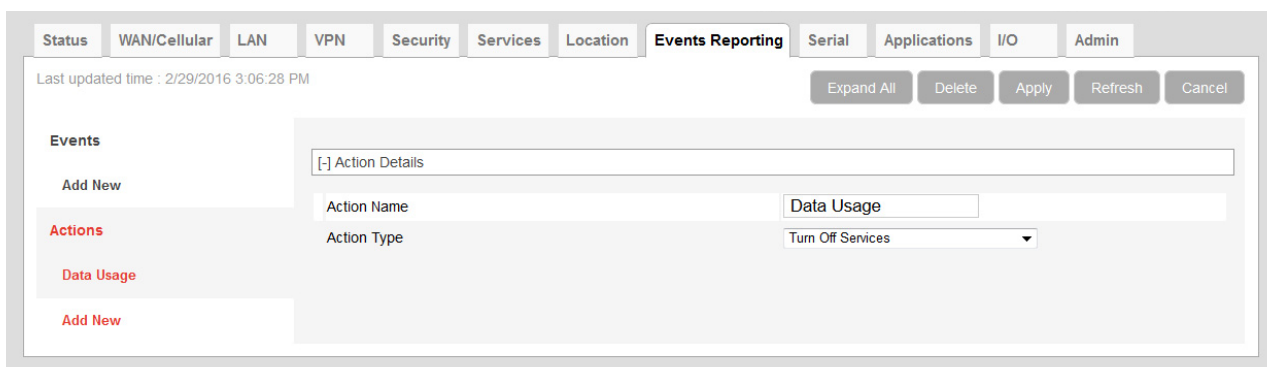 Status WAN/Cellular LAN VPN Security Services Location Events Reporting Serial Applications I/O Admin
Last updated time : 2/29/2016 3:06:28 PM
Expand All Delete Apply Refresh Cancel
Events
Add New
Actions
Data Usage
Add New
[-] Action Details
Action Name Data Usage
Action Type Turn Off Services